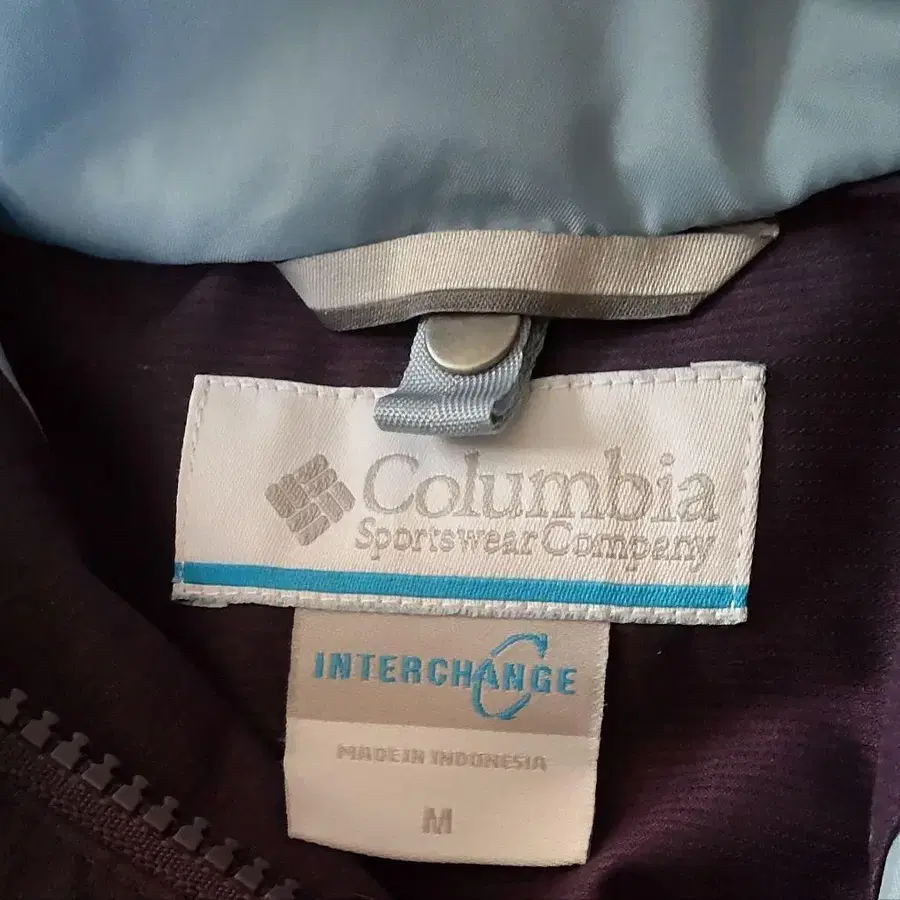 Columbia
Sportswear Company
INTERCHANGE
MADE IN INDONESIA
M